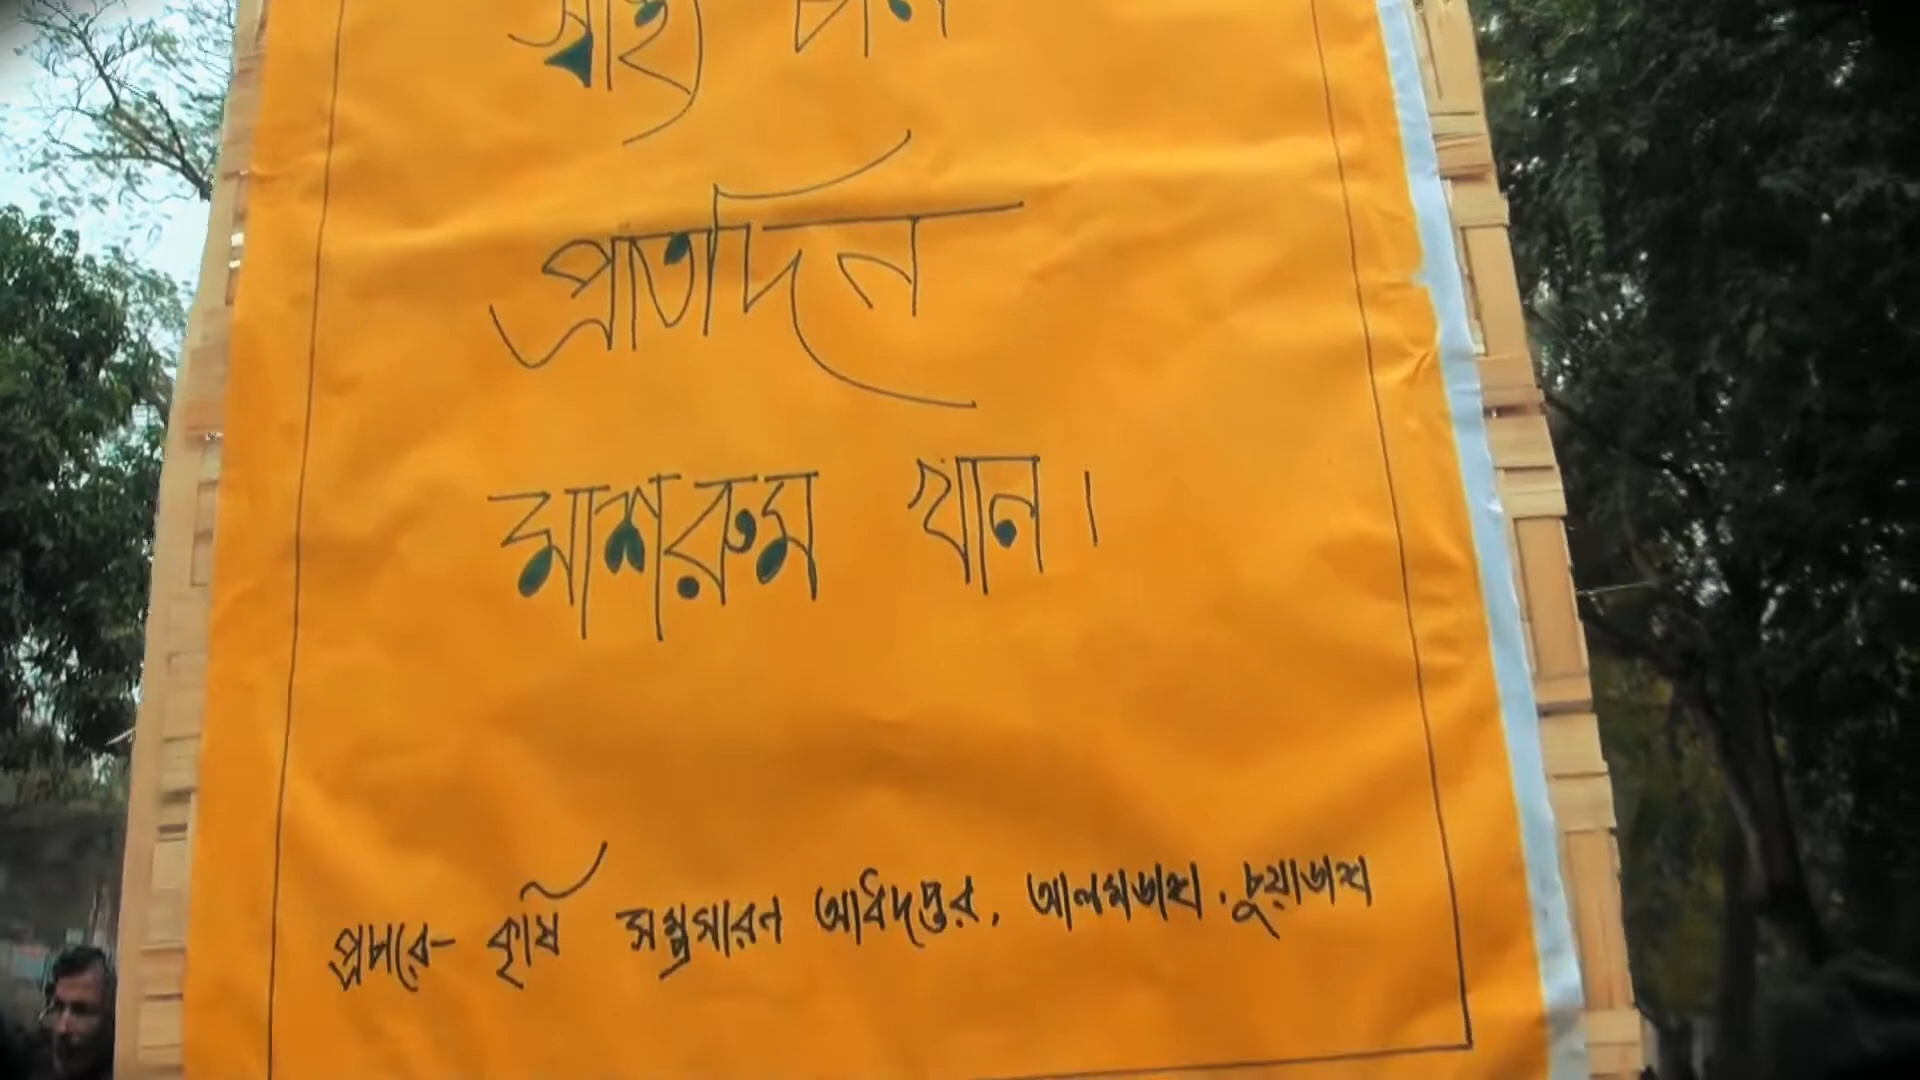 স্বাস্থ্য চান
প্রতিদিন
মাশরুম খান।
প্রচারে- কৃষি সম্প্রসারন অধিদপ্তর, আলমডাঙ্গা. চুয়াডাঙ্গা